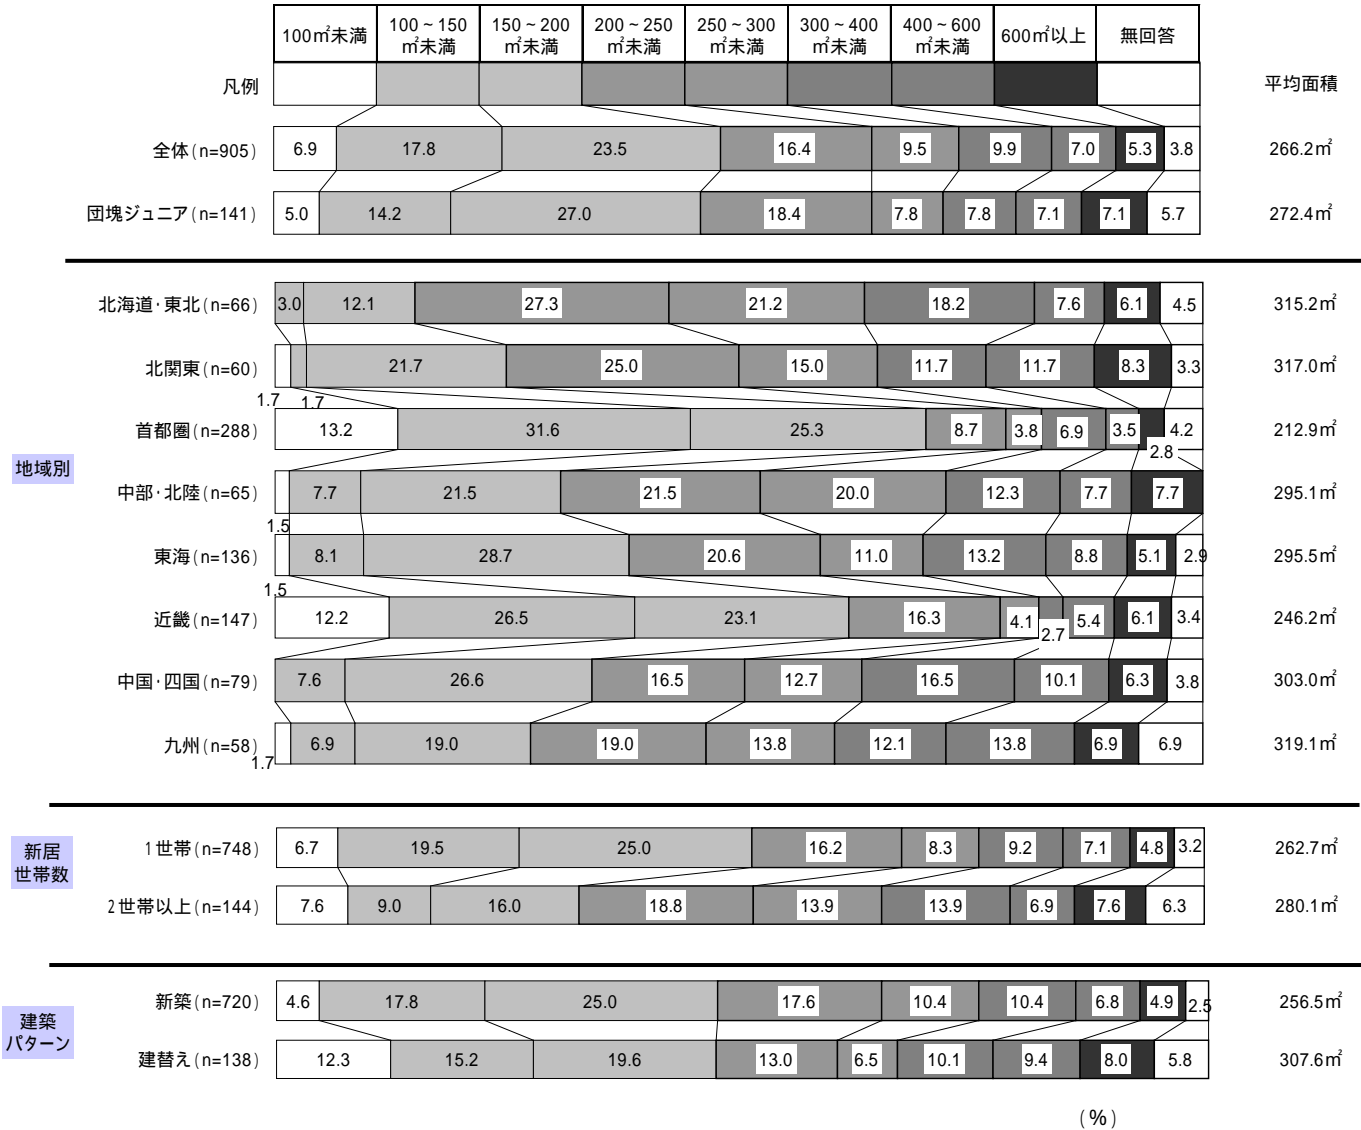 100㎡未満 100～150㎡未満 150～200㎡未満 200～250㎡未満 250～300㎡未満 300～400㎡未満 400～600㎡未満 600㎡以上 無回答
凡例 平均面積
全体(n=905) 6.9 17.8 23.5 16.4 9.5 9.9 7.0 5.3 3.8 266.2㎡
団塊ジュニア(n=141) 5.0 14.2 27.0 18.4 7.8 7.8 7.1 7.1 5.7 272.4㎡
地域別
北海道・東北(n=66) 3.0 12.1 27.3 21.2 18.2 7.6 6.1 4.5 315.2㎡
北関東(n=60) 1.7 1.7 21.7 25.0 15.0 11.7 11.7 8.3 3.3 317.0㎡
首都圏(n=288) 13.2 31.6 25.3 8.7 3.8 6.9 3.5 2.8 4.2 212.9㎡
中部・北陸(n=65) 1.5 7.7 21.5 21.5 20.0 12.3 7.7 7.7 295.1㎡
東海(n=136) 1.5 8.1 28.7 20.6 11.0 13.2 8.8 5.1 2.9 295.5㎡
近畿(n=147) 12.2 26.5 23.1 16.3 4.1 2.7 5.4 6.1 3.4 246.2㎡
中国・四国(n=79) 7.6 26.6 16.5 12.7 16.5 10.1 6.3 3.8 303.0㎡
九州(n=58) 1.7 6.9 19.0 19.0 13.8 12.1 13.8 6.9 6.9 319.1㎡
新居
世帯数
1世帯(n=748) 6.7 19.5 25.0 16.2 8.3 9.2 7.1 4.8 3.2 262.7㎡
2世帯以上(n=144) 7.6 9.0 16.0 18.8 13.9 13.9 6.9 7.6 6.3 280.1㎡
建築
パターン
新築(n=720) 4.6 17.8 25.0 17.6 10.4 10.4 6.8 4.9 2.5 256.5㎡
建替え(n=138) 12.3 15.2 19.6 13.0 6.5 10.1 9.4 8.0 5.8 307.6㎡
(%)